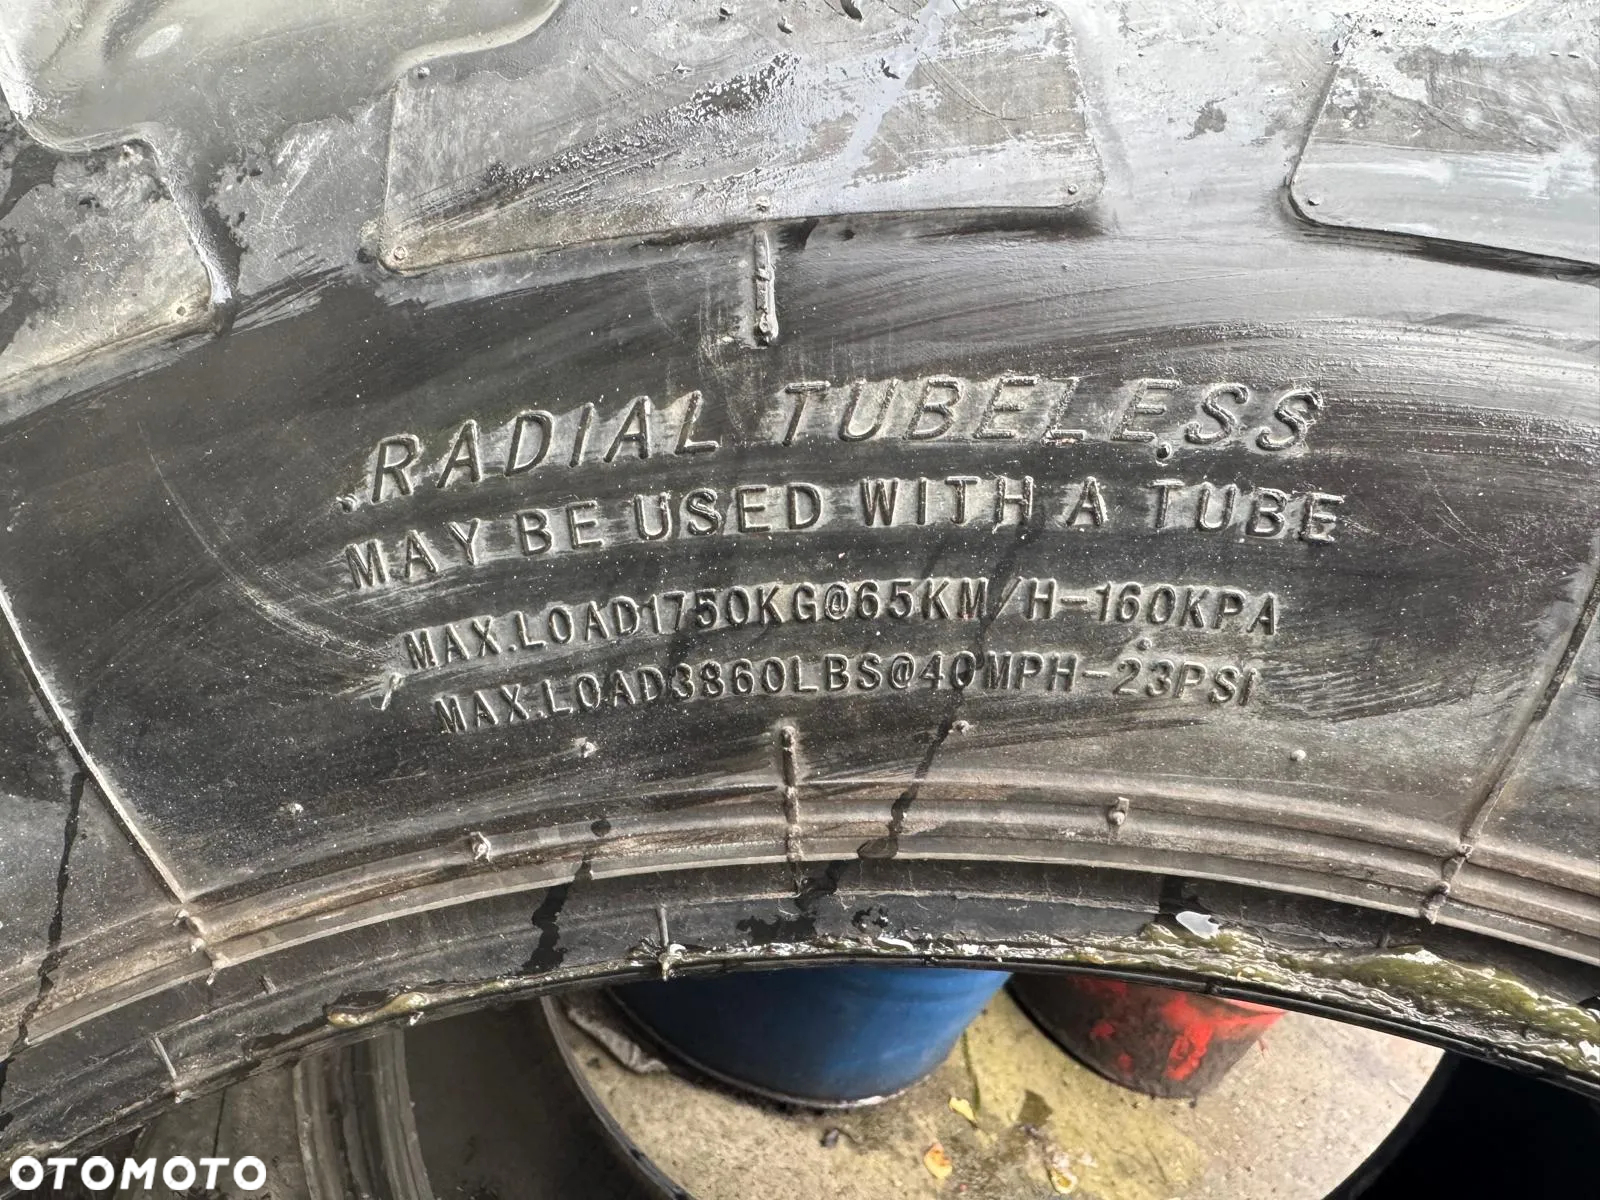 RADIAL TUBELESS
MAY BE USED WITH A TUBE
MAX.LOAD1750KG@65KM/H-160KPA
MAX.LOAD3860LBS@40MPH-23PSI
OTOMOTO